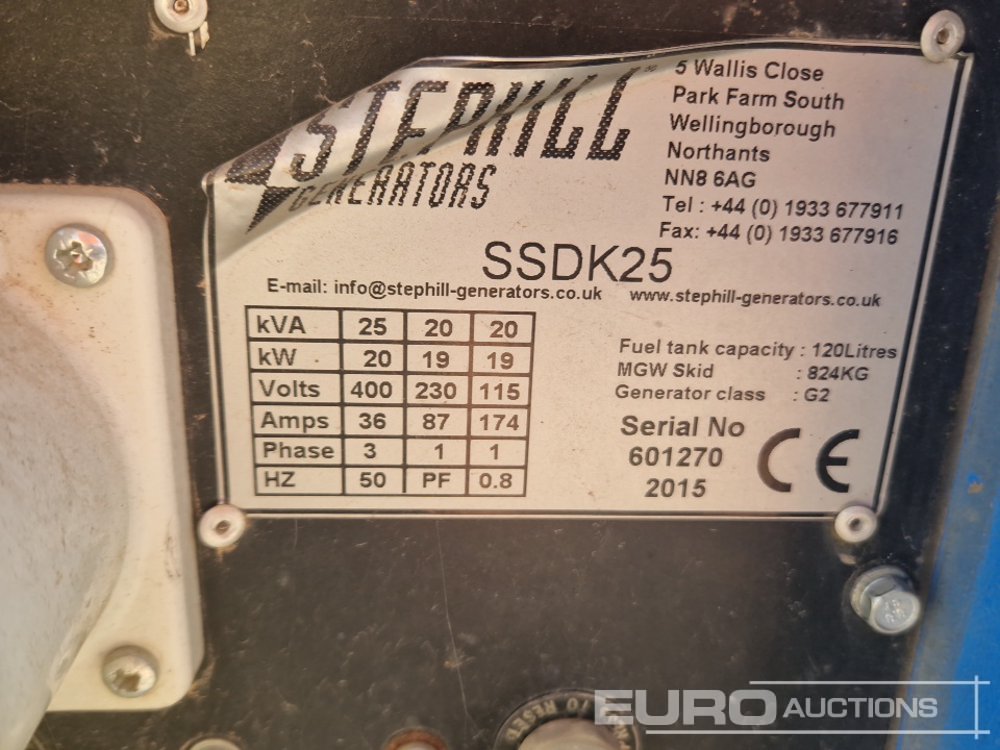 STEPHILL
GENERATORS
5 Wallis Close
Park Farm South
Wellingborough
Northants
NN8 6AG
Tel : +44 (0) 1933 677911
Fax: +44 (0) 1933 677916
SSDK25
E-mail: info@stephill-generators.co.uk www.stephill-generators.co.uk
kVA 25 20 20
kW 20 19 19
Volts 400 230 115
Amps 36 87 174
Phase 3 1 1
HZ 50 PF 0.8
Fuel tank capacity : 120Litres
MGW Skid : 824KG
Generator class : G2
Serial No
601270
2015
CE
TO RESET
EURO AUCTIONS